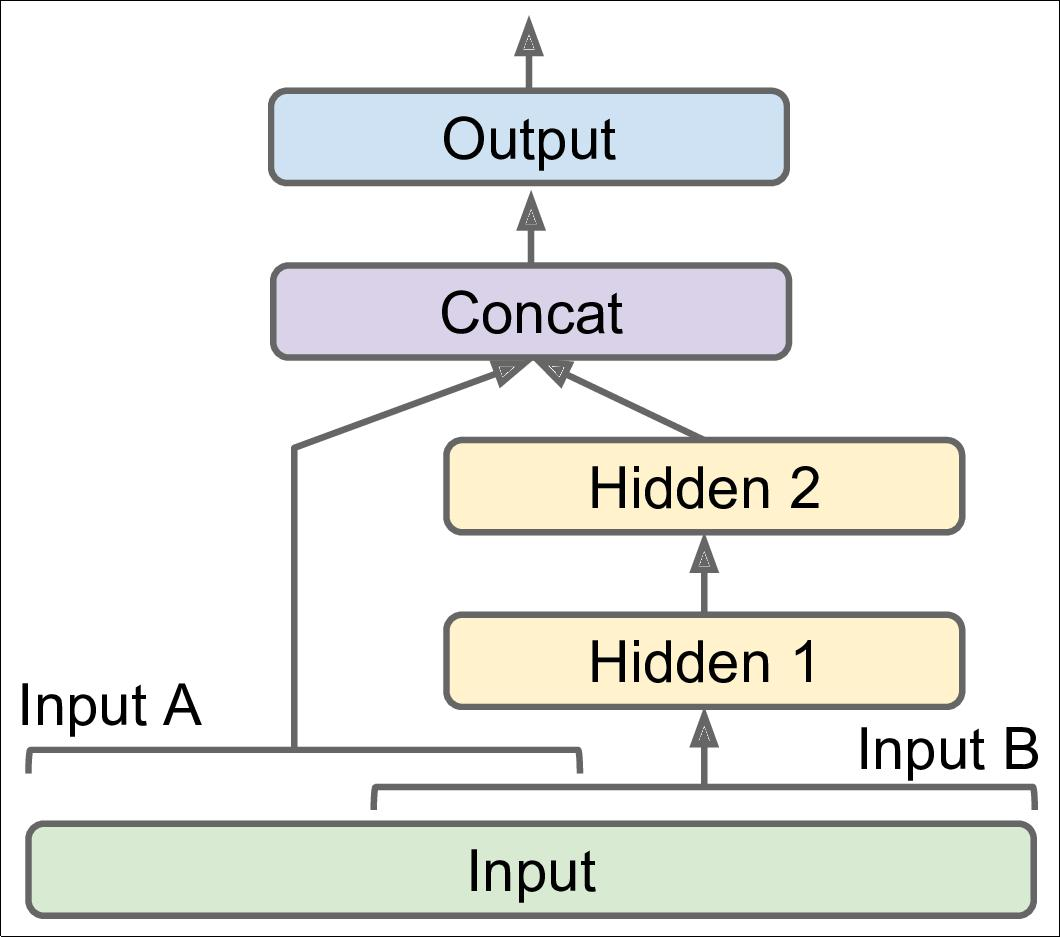 Output
Concat
Hidden 2
Hidden 1
Input A
Input B
Input